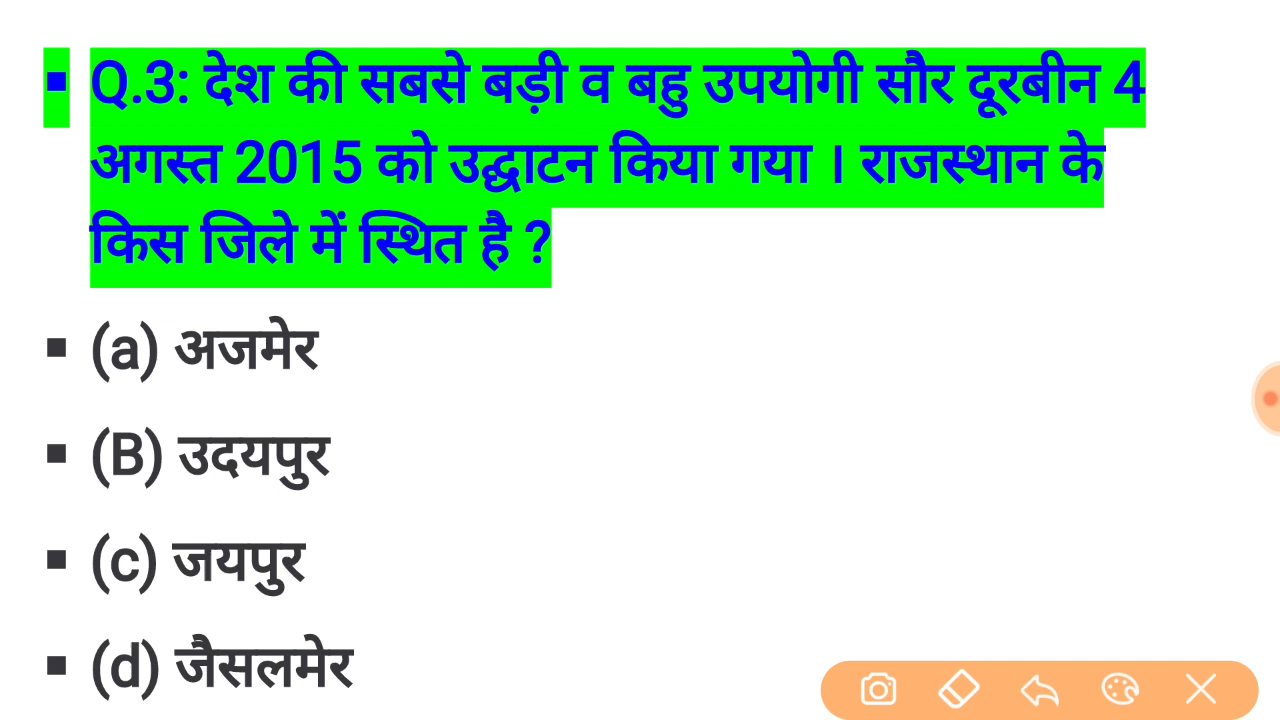 ▪ Q.3: देश की सबसे बड़ी व बहु उपयोगी सौर दूरबीन 4
अगस्त 2015 को उद्घाटन किया गया । राजस्थान के
किस जिले में स्थित है ?
▪ (a) अजमेर
▪ (B) उदयपुर
▪ (c) जयपुर
▪ (d) जैसलमेर